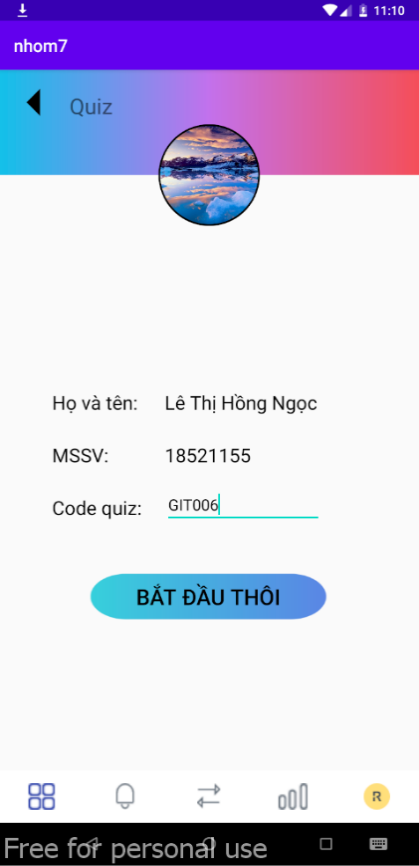 11:10
nhom7
Quiz
Họ và tên: Lê Thị Hồng Ngọc
MSSV: 18521155
Code quiz: GIT006
BẮT ĐẦU THÔI
R
Free for personal use